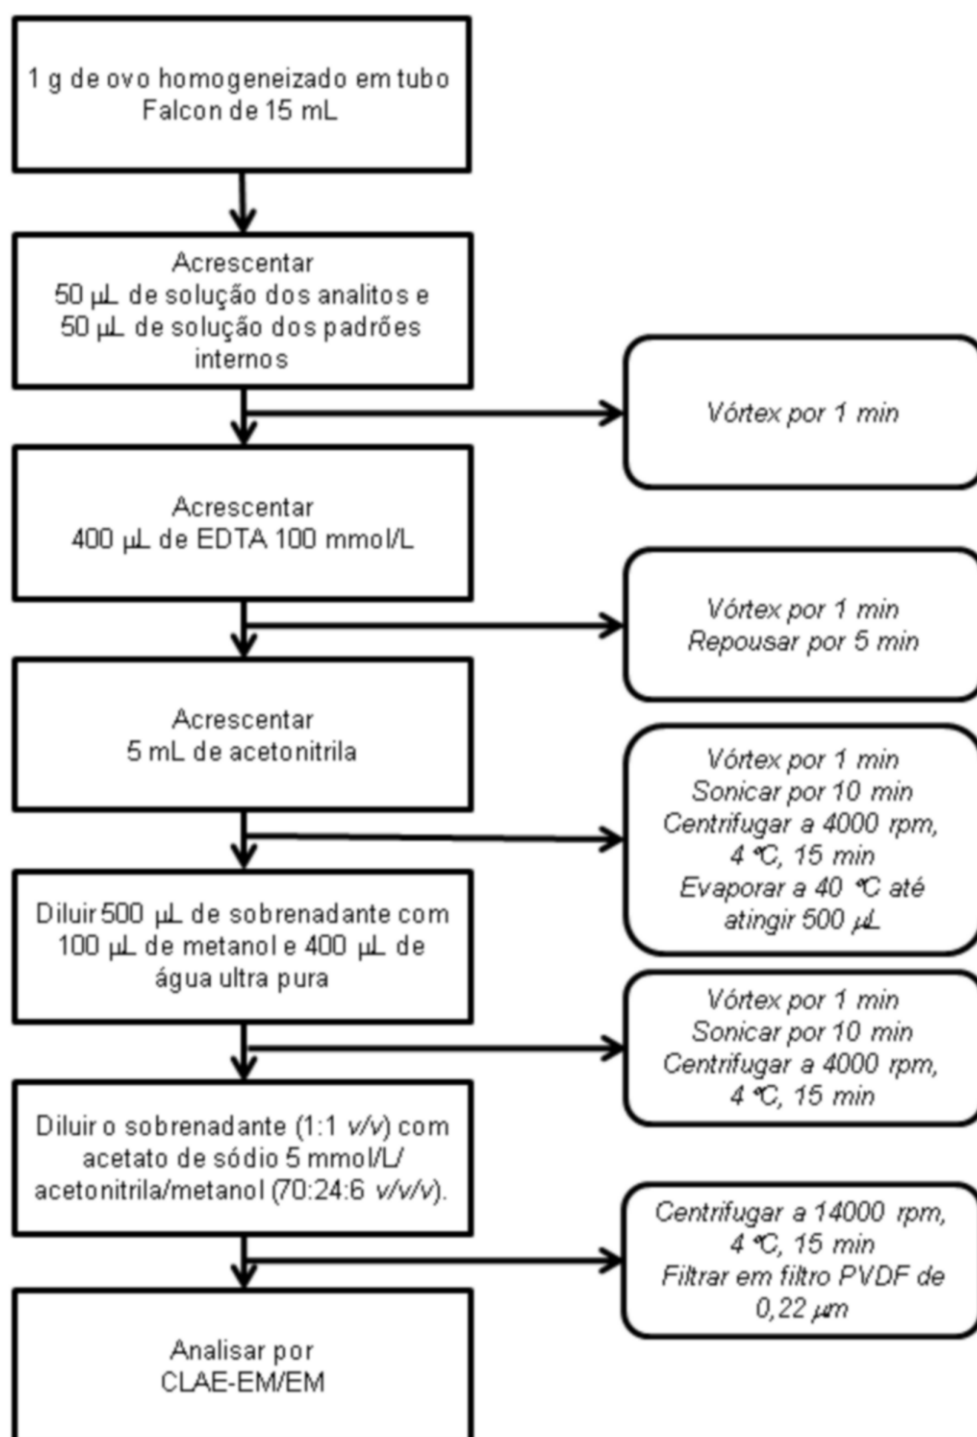 1 g de ovo homogeneizado em tubo
Falcon de 15 mL
Acrescentar
50 µL de solução dos analitos e
50 µL de solução dos padrões
internos
Vórtex por 1 min
Acrescentar
400 µL de EDTA 100 mmol/L
Vórtex por 1 min
Repousar por 5 min
Acrescentar
5 mL de acetonitrila
Vórtex por 1 min
Sonicar por 10 min
Centrifugar a 4000 rpm,
4 ºC, 15 min
Evaporar a 40 ºC até
atingir 500 µL
Diluir 500 µL de sobrenadante com
100 µL de metanol e 400 µL de
água ultra pura
Vórtex por 1 min
Sonicar por 10 min
Centrifugar a 4000 rpm,
4 ºC, 15 min
Diluir o sobrenadante (1:1 v/v) com
acetato de sódio 5 mmol/L/
acetonitrila/metanol (70:24:6 v/v/v).
Centrifugar a 14000 rpm,
4 ºC, 15 min
Filtrar em filtro PVDF de
0,22 µm
Analisar por
CLAE-EM/EM